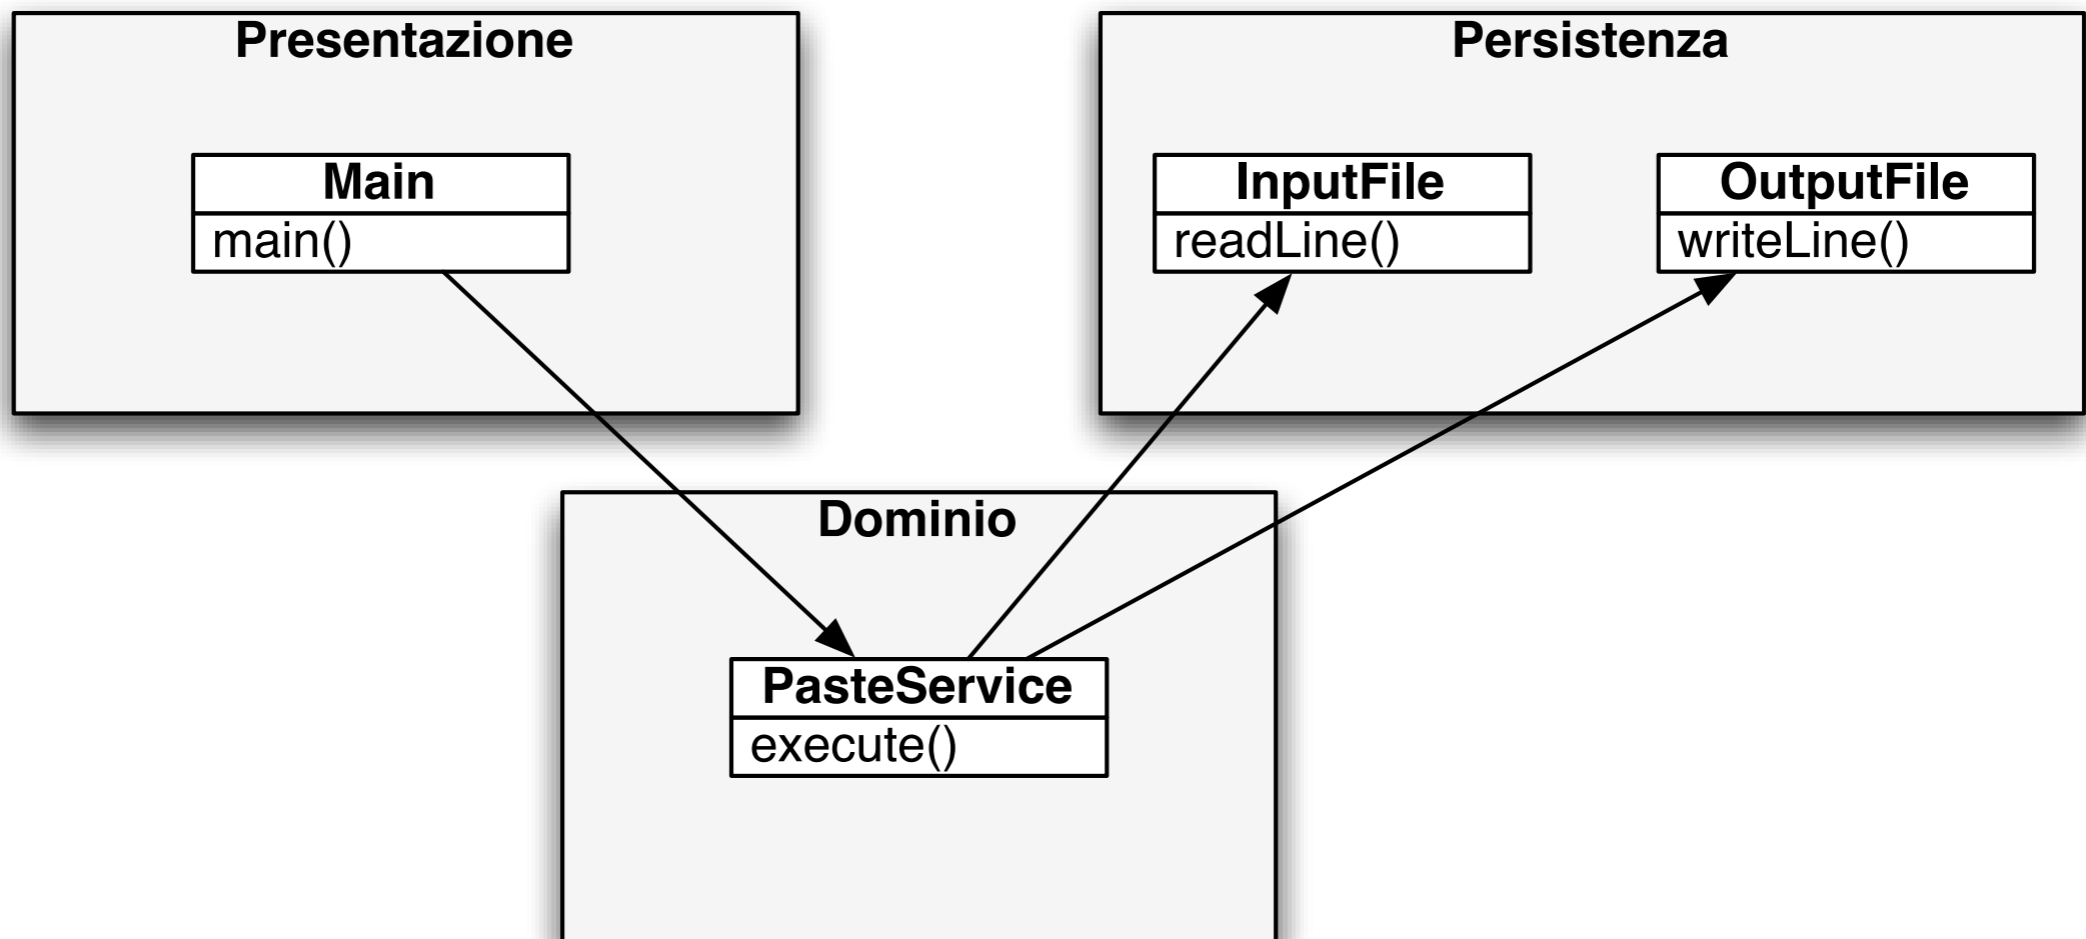 Presentazione
Main
main()
Persistenza
InputFile
readLine()
OutputFile
writeLine()
Dominio
PasteService
execute()